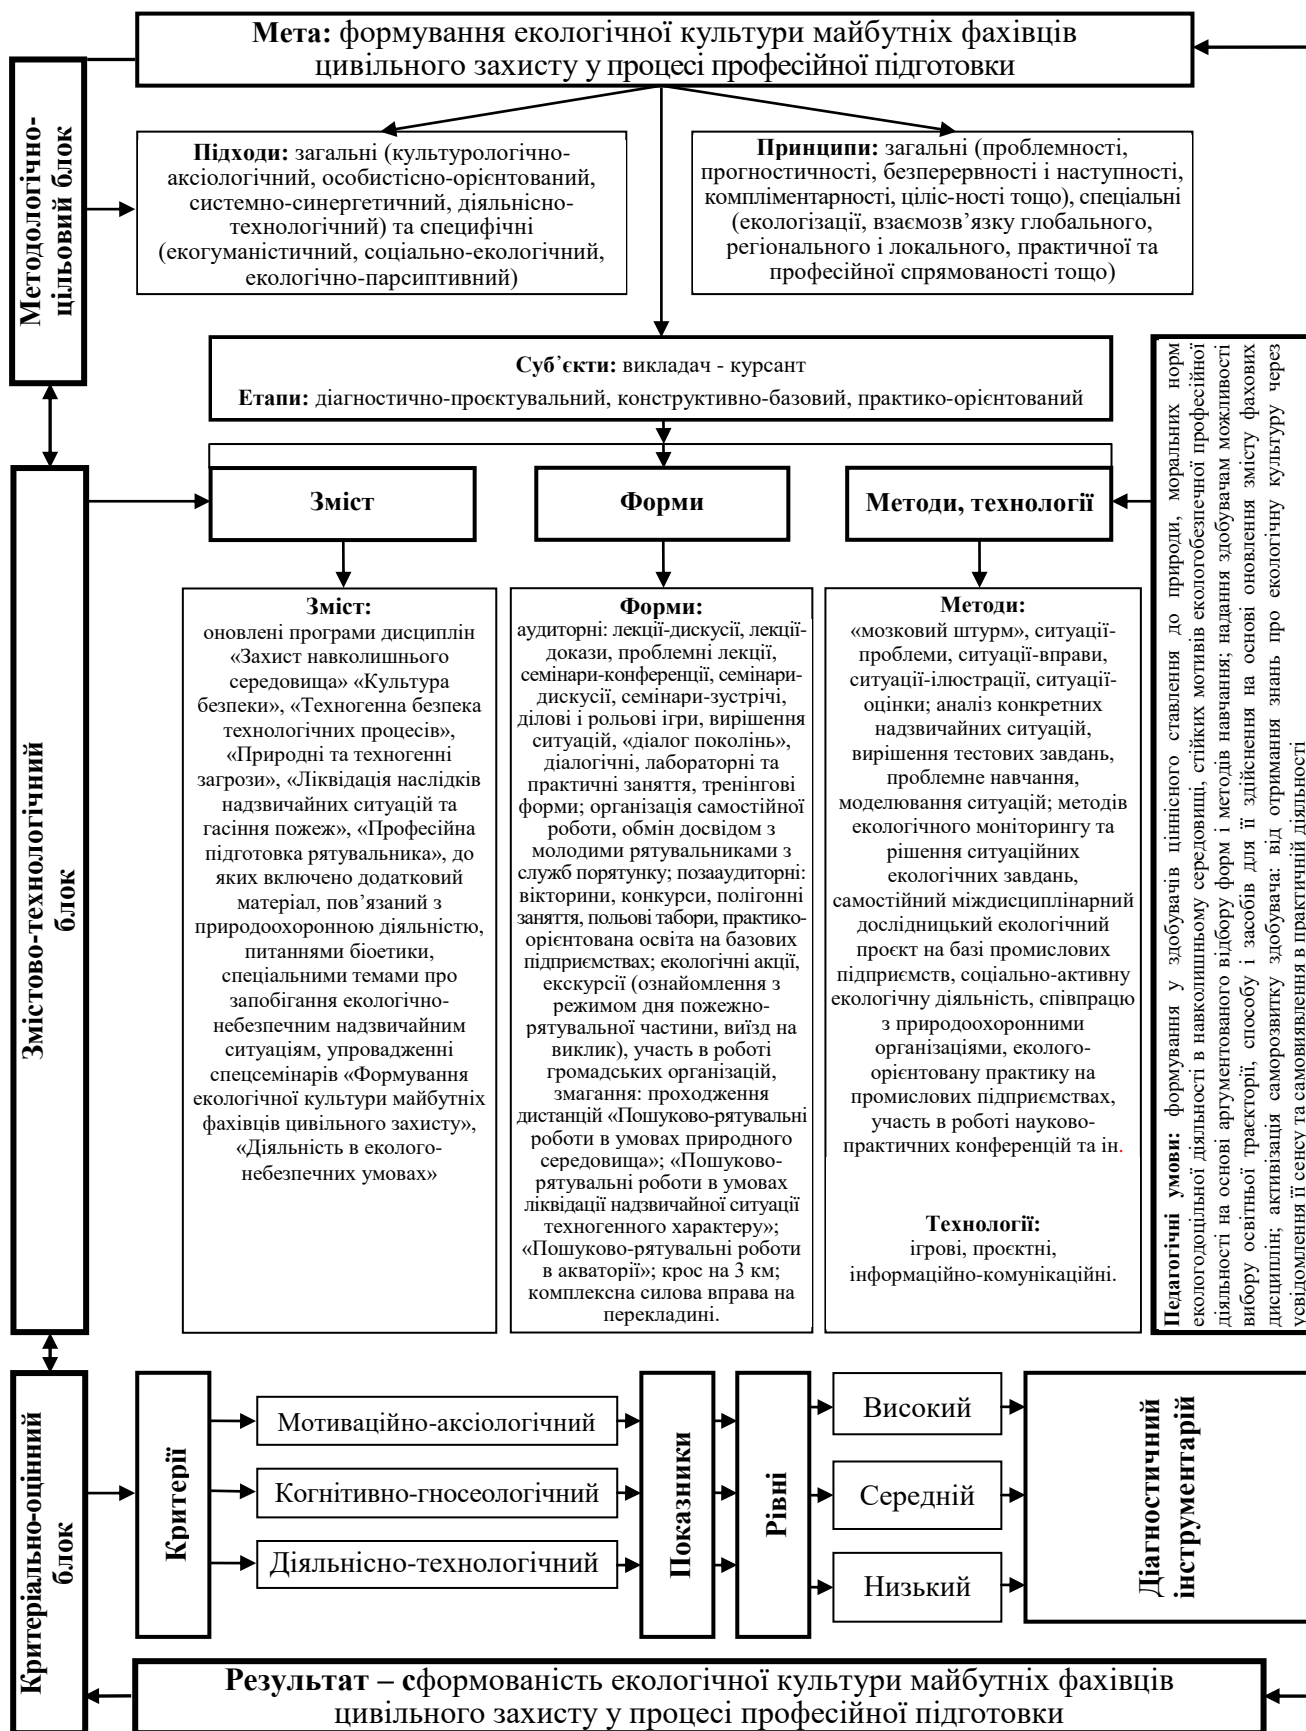 Мета: формування екологічної культури майбутніх фахівців
цивільного захисту у процесі професійної підготовки
Методологічно-
цільовий блок
Підходи: загальні (культурологічно-
аксіологічний, особистісно-орієнтований,
системно-синергетичний, діяльнісно-
технологічний) та специфічні
(екогуманістичний, соціально-екологічний,
екологічно-парсиптивний)
Принципи: загальні (проблемності,
прогностичності, безперервності і наступності,
компліментарності, ціліс-ності тощо), спеціальні
(екологізації, взаємозв’язку глобального,
регіонального і локального, практичної та
професійної спрямованості тощо)
Суб’єкти: викладач - курсант
Етапи: діагностично-проєктувальний, конструктивно-базовий, практико-орієнтований
Змістово-технологічний
блок
Зміст
Форми
Методи, технології
Зміст:
оновлені програми дисциплін
«Захист навколишнього
середовища» «Культура
безпеки», «Техногенна безпека
технологічних процесів»,
«Природні та техногенні
загрози», «Ліквідація наслідків
надзвичайних ситуацій та
гасіння пожеж», «Професійна
підготовка рятувальника», до
яких включено додатковий
матеріал, пов’язаний з
природоохоронною діяльністю,
питаннями біоетики,
спеціальними темами про
запобігання екологічно-
небезпечним надзвичайним
ситуаціям, упровадженні
спецсемінарів «Формування
екологічної культури майбутніх
фахівців цивільного захисту»,
«Діяльність в еколого-
небезпечних умовах»
Форми:
аудиторні: лекції-дискусії, лекції-
докази, проблемні лекції,
семінари-конференції, семінари-
дискусії, семінари-зустрічі,
ділові і рольові ігри, вирішення
ситуацій, «діалог поколінь»,
діалогічні, лабораторні та
практичні заняття, тренінгові
форми; організація самостійної
роботи, обмін досвідом з
молодими рятувальниками з
служб порятунку; позааудиторні:
вікторини, конкурси, полігонні
заняття, польові табори, практико-
орієнтована освіта на базових
підприємствах; екологічні акції,
екскурсії (ознайомлення з
режимом дня пожежно-
рятувальної частини, виїзд на
виклик), участь в роботі
громадських організацій,
змагання: проходження
дистанцій «Пошуково-рятувальні
роботи в умовах природного
середовища»; «Пошуково-
рятувальні роботи в умовах
ліквідації надзвичайної ситуації
техногенного характеру»;
«Пошуково-рятувальні роботи
в акваторії»; крос на 3 км;
комплексна силова вправа на
перекладині.
Методи:
«мозковий штурм», ситуації-
проблеми, ситуації-вправи,
ситуації-ілюстрації, ситуації-
оцінки; аналіз конкретних
надзвичайних ситуацій,
вирішення тестових завдань,
проблемне навчання,
моделювання ситуацій; методів
екологічного моніторингу та
рішення ситуаційних
екологічних завдань,
самостійний міждисциплінарний
дослідницький екологічний
проєкт на базі промислових
підприємств, соціально-активну
екологічну діяльність, співпрацю
з природоохоронними
організаціями, еколого-
орієнтовану практику на
промислових підприємствах,
участь в роботі науково-
практичних конференцій та ін.
Технології:
ігрові, проєктні,
інформаційно-комунікаційні.
Педагогічні умови: формування у здобувачів ціннісного ставлення до природи, моральних норм
екологодоцільної діяльності в навколишньому середовищі, стійких мотивів екологобезпечної професійної
діяльності на основі аргументованого відбору форм і методів навчання; надання здобувачам можливості
вибору освітньої траєкторії, способу і засобів для її здійснення на основі оновлення змісту фахових
дисциплін; активізація саморозвитку здобувача: від отримання знань про екологічну культуру через
усвідомлення її сенсу та самовиявлення в практичній діяльності
Критеріально-оцінний
блок
Критерії
Мотиваційно-аксіологічний
Когнітивно-гносеологічний
Діяльнісно-технологічний
Показники
Рівні
Високий
Середній
Низький
Діагностичний
інструментарій
Результат – сформованість екологічної культури майбутніх фахівців
цивільного захисту у процесі професійної підготовки